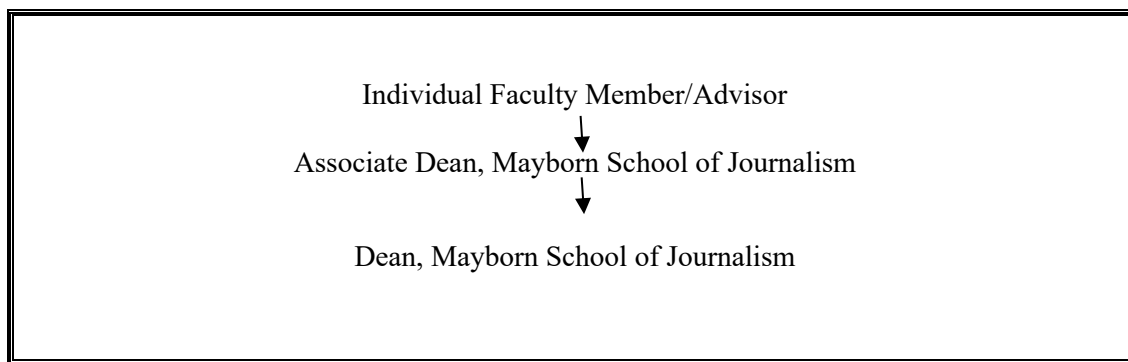 Individual Faculty Member/Advisor
Associate Dean, Mayborn School of Journalism
Dean, Mayborn School of Journalism